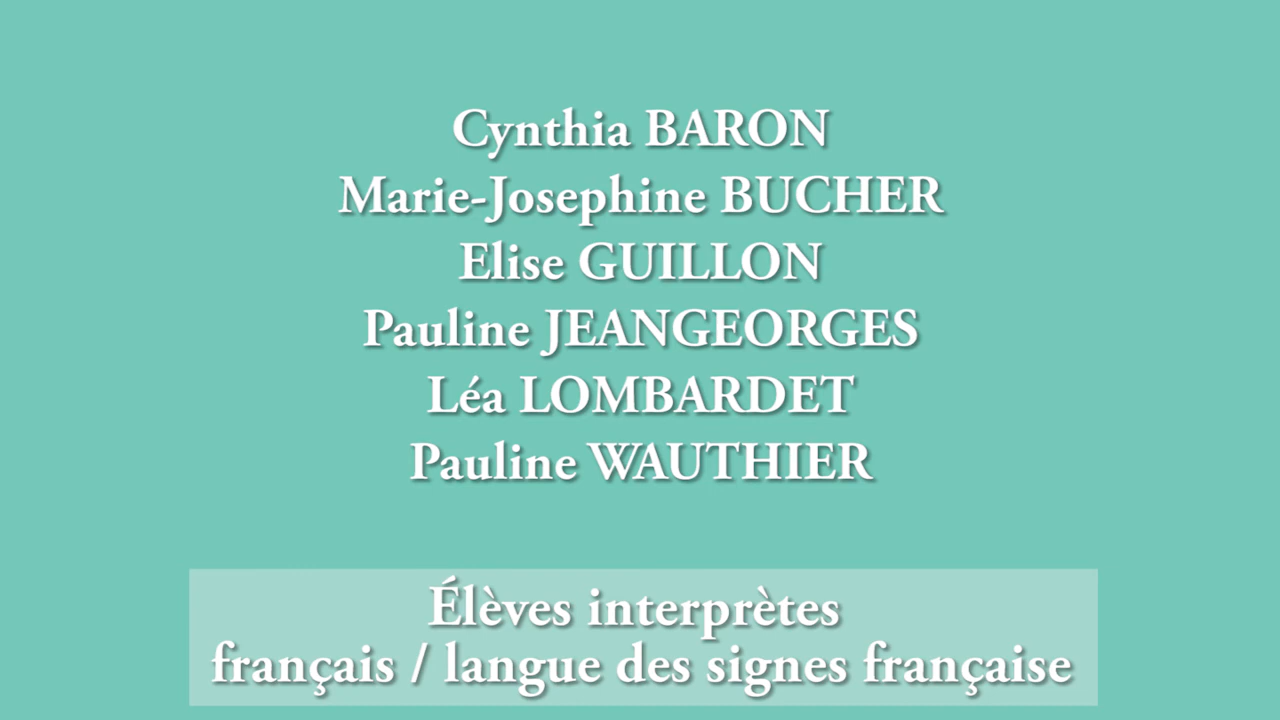 Cynthia BARON
Marie-Josephine BUCHER
Elise GUILLON
Pauline JEANGEORGES
Léa LOMBARDET
Pauline WAUTHIER
Élèves interprètes
français / langue des signes française